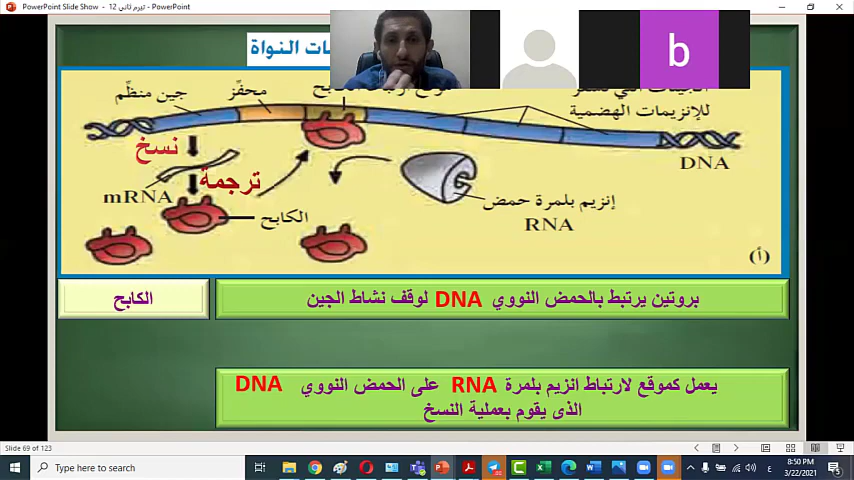 PowerPoint Slide Show - تيرم ثاني 12 - PowerPoint
ات النواة
b
جين منظِّم
محفِّز
للإنزيمات الهضمية
نسخ
DNA
ترجمة
mRNA
الكابح
إنزيم بلمرة حمض
RNA
(أ)
الكابح
بروتين يرتبط بالحمض النووي DNA لوقف نشاط الجين
يعمل كموقع لارتباط انزيم بلمرة RNA على الحمض النووي DNA
الذى يقوم بعملية النسخ
Slide 69 of 123
Type here to search
8:50 PM
3/22/2021